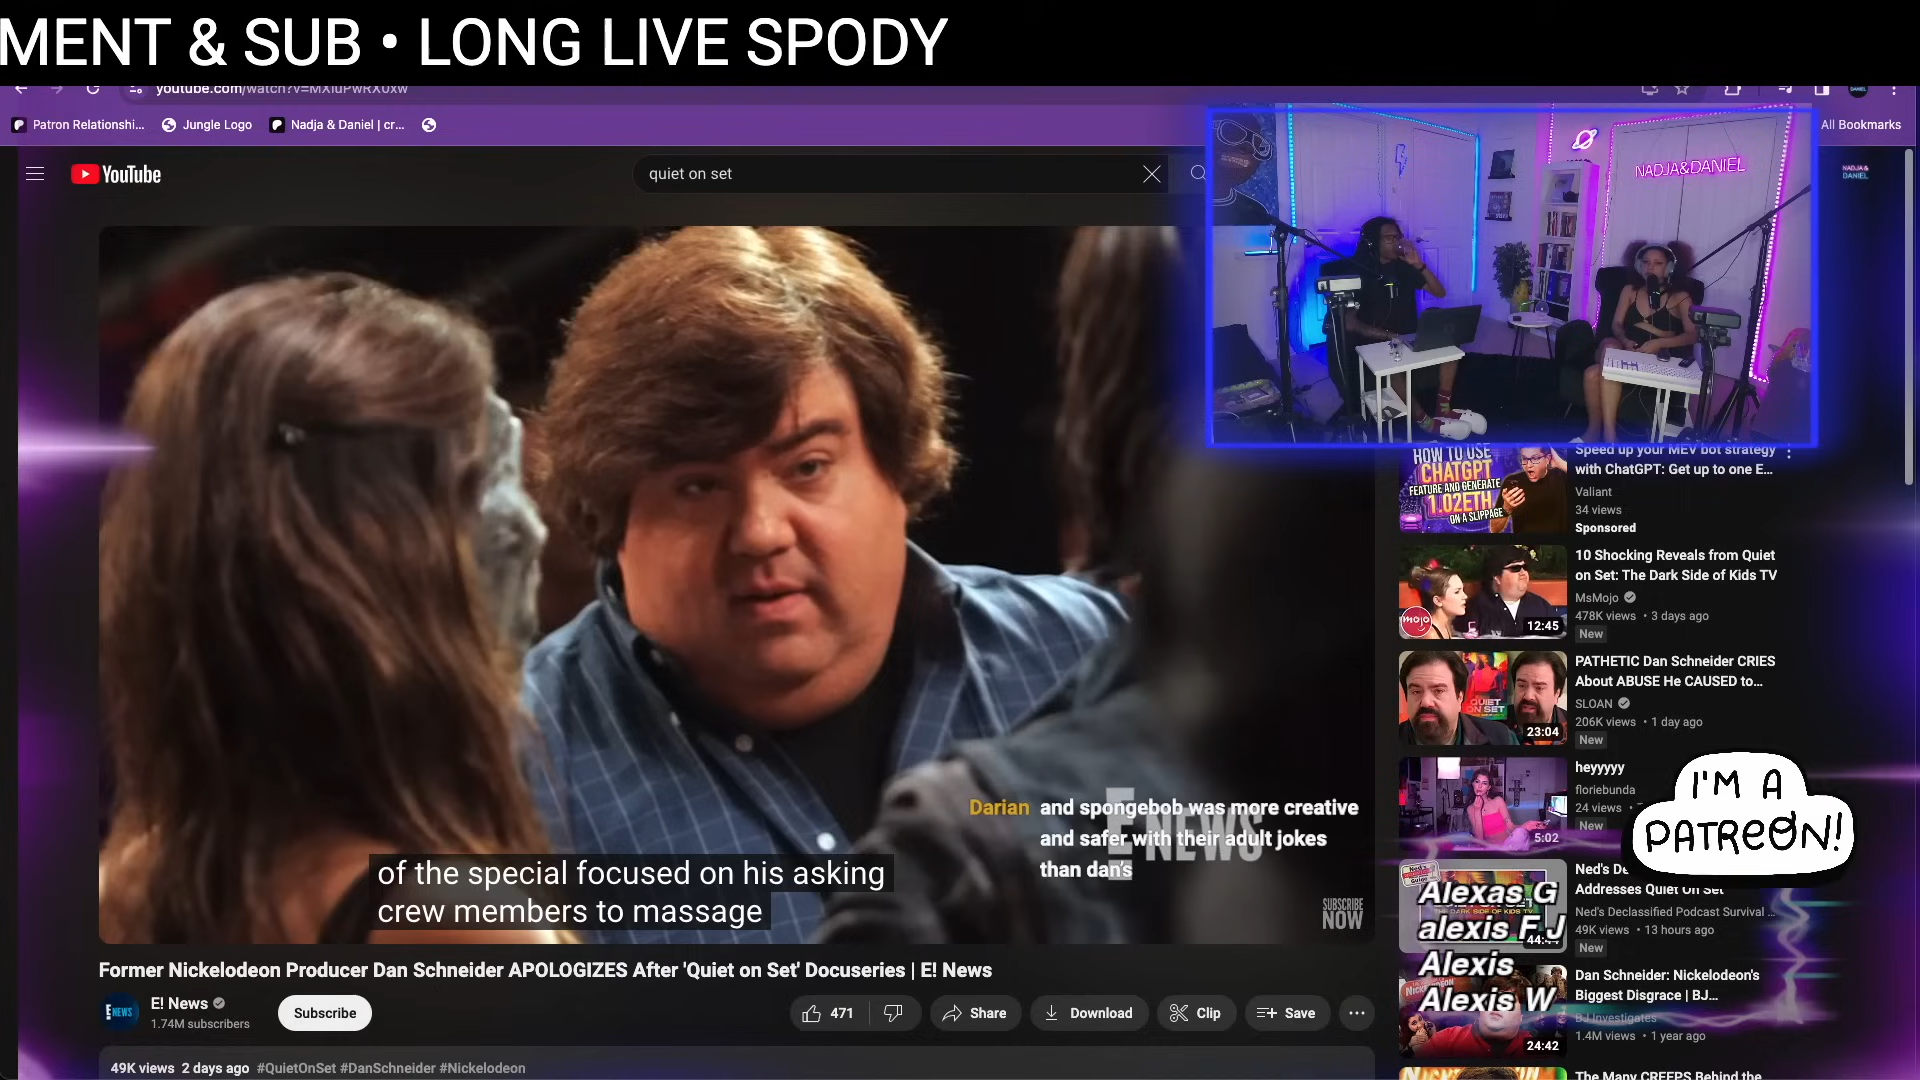 MENT & SUB • LONG LIVE SPODY
youtube.com/watch?v=MXluPwRX0xw
Patron Relationshi...
Jungle Logo
Nadja & Daniel | cr...
All Bookmarks
YouTube
quiet on set
NADJA&DANIEL
NADJA &
DANIEL
of the special focused on his asking
crew members to massage
Darian and spongebob was more creative
and safer with their adult jokes
than dan's
E NEWS
SUBSCRIBE
NOW
Former Nickelodeon Producer Dan Schneider APOLOGIZES After 'Quiet on Set' Docuseries | E! News
E NEWS
E! News
1.74M subscribers
Subscribe
471
Share
Download
Clip
Save
49K views 2 days ago #QuietOnSet #DanSchneider #Nickelodeon
HOW TO USE
CHATGPT
FEATURE AND GENERATE
1.02ETH
ON A SLIPPAGE
Speed up your MEV bot strategy
with ChatGPT: Get up to one E...
Valiant
34 views
Sponsored
mojo
12:45
10 Shocking Reveals from Quiet
on Set: The Dark Side of Kids TV
MsMojo
478K views • 3 days ago
New
QUIET
ON SET
23:04
PATHETIC Dan Schneider CRIES
About ABUSE He CAUSED to...
SLOAN
206K views • 1 day ago
New
5:02
heyyyyy
floriebunda
24 views •
New
I'M A
PATREON!
Ned's De
Addresses Quiet On Set
Ned's Declassified Podcast Survival ...
49K views • 13 hours ago
New
Alexas G
alexis F J
Alexis
Alexis W
24:42
Dan Schneider: Nickelodeon's
Biggest Disgrace | BJ...
BJ Investigates
1.4M views • 1 year ago
The Many CREEPS Behind the